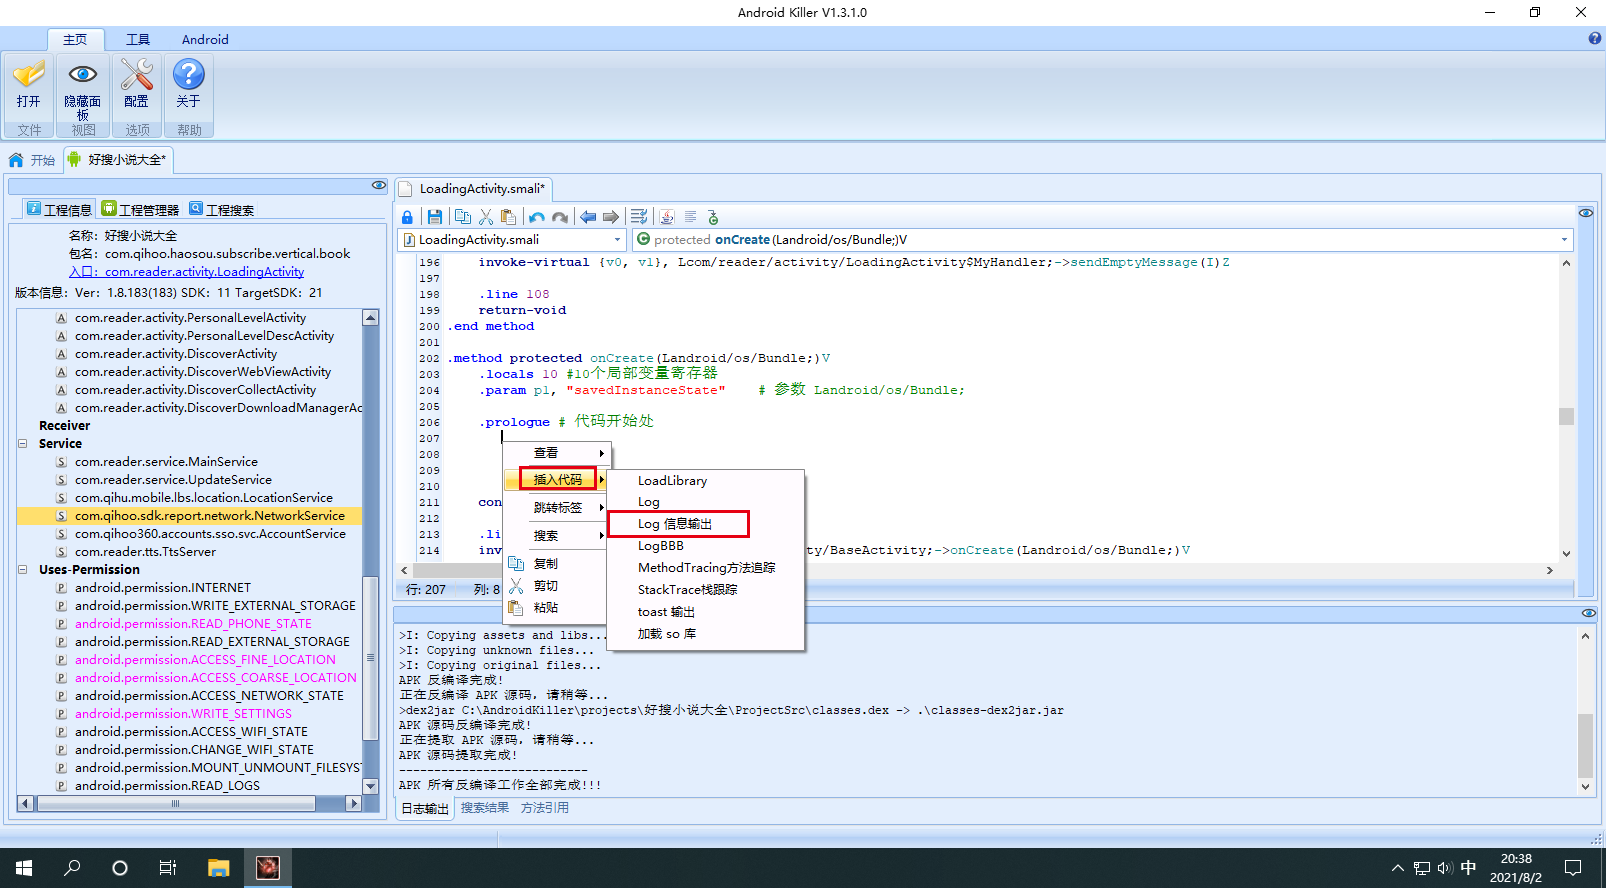 Android Killer V1.3.1.0
主页 工具 Android
打开
隐藏面板
配置
关于
文件 视图 选项 帮助
开始 好搜小说大全*
工程信息 工程管理器 工程搜索
名称：好搜小说大全
包名：com.qihoo.haosou.subscribe.vertical.book
入口：com.reader.activity.LoadingActivity
版本信息：Ver：1.8.183(183) SDK：11 TargetSDK：21
A com.reader.activity.PersonalLevelActivity
A com.reader.activity.PersonalLevelDescActivity
A com.reader.activity.DiscoverActivity
A com.reader.activity.DiscoverWebViewActivity
A com.reader.activity.DiscoverCollectActivity
A com.reader.activity.DiscoverDownloadManagerAc
Receiver
Service
S com.reader.service.MainService
S com.reader.service.UpdateService
S com.qihu.mobile.lbs.location.LocationService
S com.qihoo.sdk.report.network.NetworkService
S com.qihoo360.accounts.sso.svc.AccountService
S com.reader.tts.TtsServer
Uses-Permission
P android.permission.INTERNET
P android.permission.WRITE_EXTERNAL_STORAGE
P android.permission.READ_PHONE_STATE
P android.permission.READ_EXTERNAL_STORAGE
P android.permission.ACCESS_FINE_LOCATION
P android.permission.ACCESS_COARSE_LOCATION
P android.permission.ACCESS_NETWORK_STATE
P android.permission.WRITE_SETTINGS
P android.permission.ACCESS_WIFI_STATE
P android.permission.CHANGE_WIFI_STATE
P android.permission.MOUNT_UNMOUNT_FILESYST
P android.permission.READ_LOGS
LoadingActivity.smali*
LoadingActivity.smali
protected onCreate(Landroid/os/Bundle;)V
196 invoke-virtual {v0, v1}, Lcom/reader/activity/LoadingActivity$MyHandler;->sendEmptyMessage(I)Z
197
198 .line 108
199 return-void
200 .end method
201
202 .method protected onCreate(Landroid/os/Bundle;)V
203 .locals 10 #10个局部变量寄存器
204 .param p1, "savedInstanceState" # 参数 Landroid/os/Bundle;
205
206 .prologue # 代码开始处
207
208
209
210
211 con
212
213 .li
214 inv ty/BaseActivity;->onCreate(Landroid/os/Bundle;)V
行: 207 列: 8
查看
插入代码
跳转标签
搜索
复制
剪切
粘贴
LoadLibrary
Log
Log 信息输出
LogBBB
MethodTracing方法追踪
StackTrace栈跟踪
toast 输出
加载 so 库
>I: Copying assets and libs...
>I: Copying unknown files...
>I: Copying original files...
APK 反编译完成!
正在反编译 APK 源码，请稍等...
>dex2jar C:\AndroidKiller\projects\好搜小说大全\ProjectSrc\classes.dex -> .\classes-dex2jar.jar
APK 源码反编译完成!
正在提取 APK 源码，请稍等...
APK 源码提取完成!
---------------------------
APK 所有反编译工作全部完成!!!
日志输出 搜索结果 方法引用
中
20:38
2021/8/2